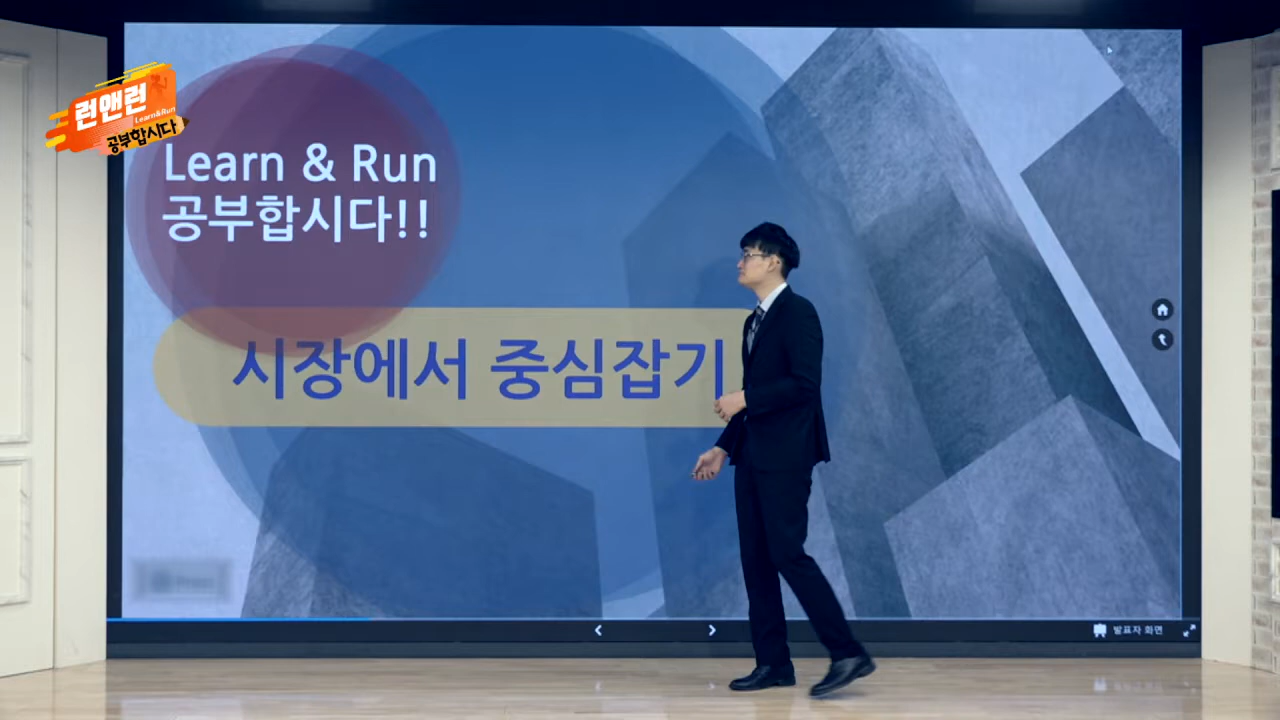 런앤런
Learn&Run
공부합시다
Learn & Run
공부합시다!!
시장에서 중심잡기
발표자 화면